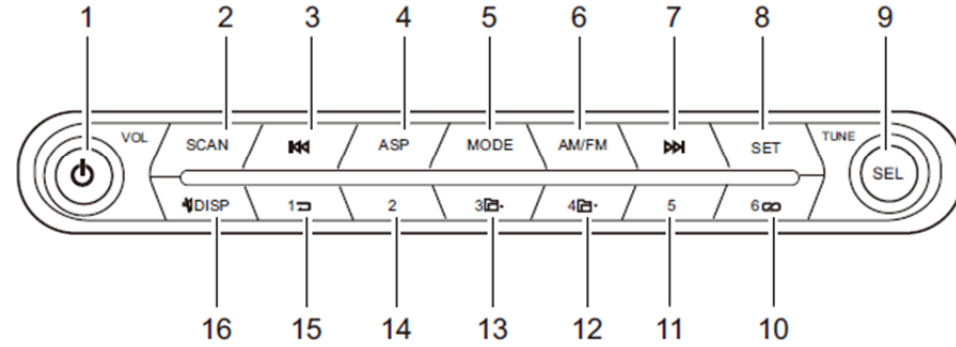 1 2 3 4 5 6 7 8 9
VOL SCAN ASP MODE AM/FM SET TUNE
SEL
DISP 1 2 3 4 5 6
16 15 14 13 12 11 10